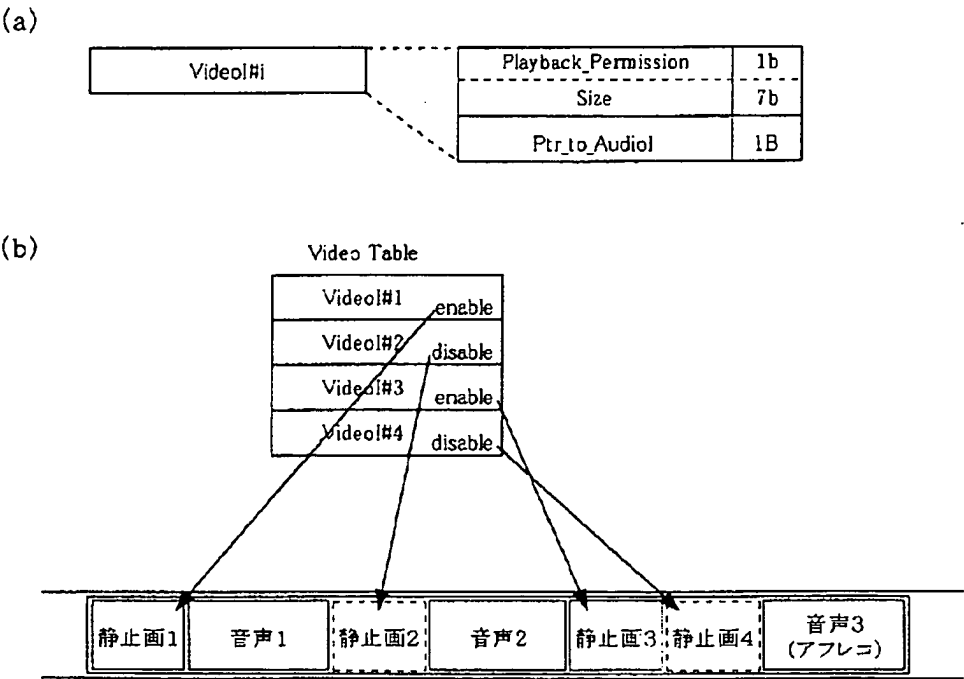 (a)
VideoI#i
Playback_Permission 1b
Size 7b
Ptr_to_AudioI 1B
(b)
Video Table
VideoI#1 enable
VideoI#2 disable
VideoI#3 enable
VideoI#4 disable
静止画1 音声1 静止画2 音声2 静止画3 静止画4 音声3
(アフレコ)